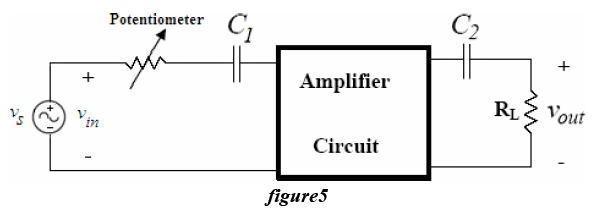 Potentiometer
C1
C2
+
+
Amplifier
vs
vin
RL
vout
Circuit
-
-
figure5